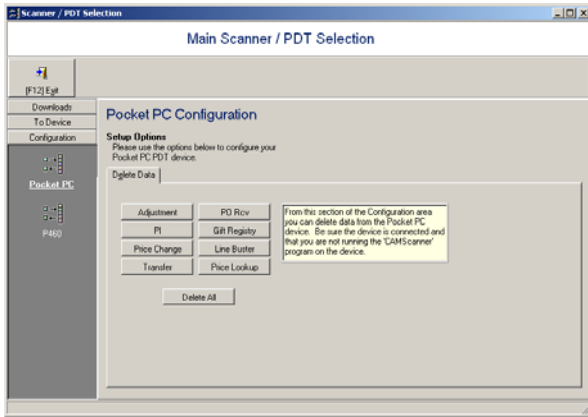 Scanner / PDT Selection
Main Scanner / PDT Selection
[F12] Exit
Downloads
To Device
Configuration
Pocket PC
P460
Pocket PC Configuration
Setup Options
Please use the options below to configure your
Pocket PC PDT device.
Delete Data
Adjustment
PO Rcv
PI
Gift Registry
Price Change
Line Buster
Transfer
Price Lookup
Delete All
From this section of the Configuration area
you can delete data from the Pocket PC
device. Be sure the device is connected and
that you are not running the 'CAMScanner'
program on the device.